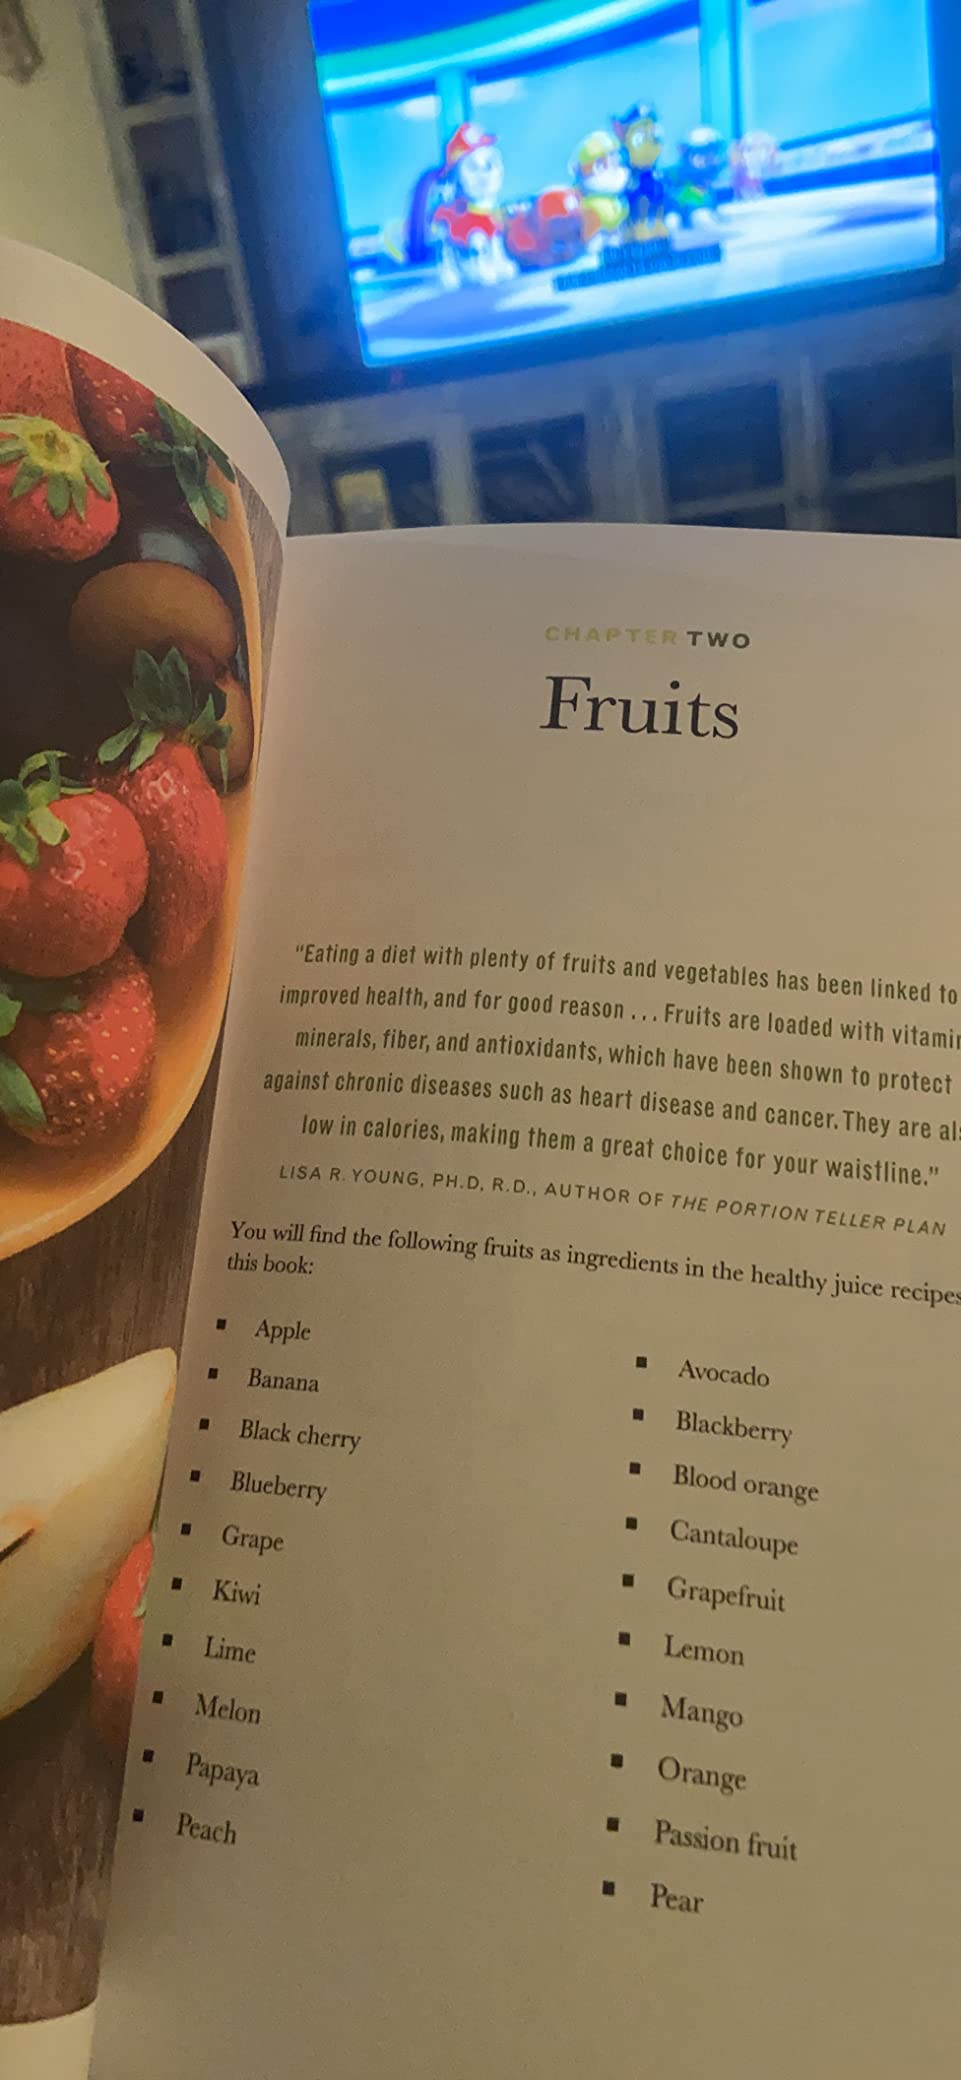 CHAPTER TWO
Fruits
“Eating a diet with plenty of fruits and vegetables has been linked to
improved health, and for good reason . . . Fruits are loaded with
minerals, fiber, and antioxidants, which have been shown to protect
against chronic diseases such as heart disease and cancer. They are
low in calories, making them a great choice for your waistline.”
LISA R. YOUNG, PH.D, R.D., AUTHOR OF THE PORTION TELLER PLAN
You will find the following fruits as ingredients in the healthy juice recipes
this book:
▪ Apple
▪ Banana
▪ Black cherry
▪ Blueberry
▪ Grape
▪ Kiwi
▪ Lime
▪ Melon
▪ Papaya
▪ Peach
▪ Avocado
▪ Blackberry
▪ Blood orange
▪ Cantaloupe
▪ Grapefruit
▪ Lemon
▪ Mango
▪ Orange
▪ Passion fruit
▪ Pear